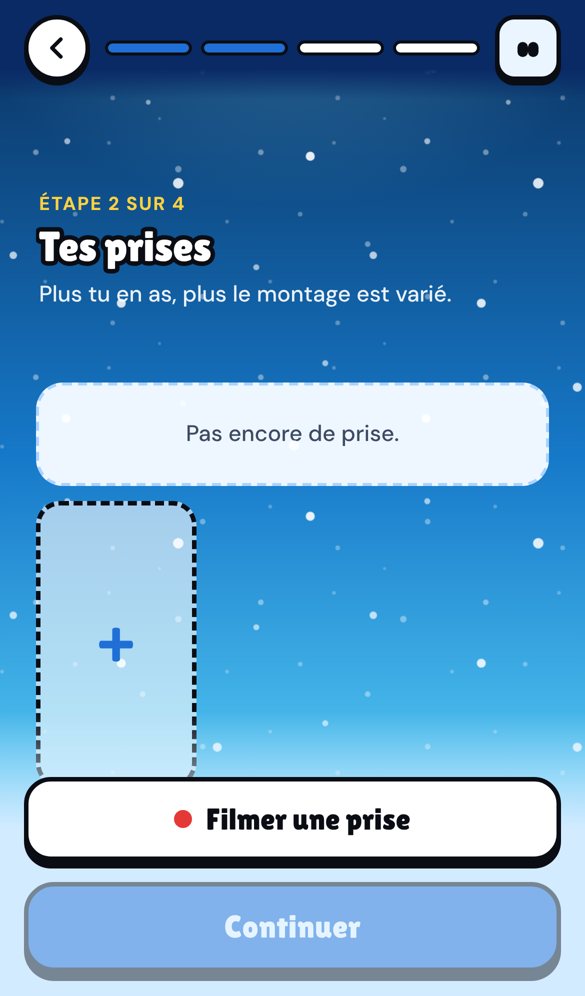 ÉTAPE 2 SUR 4
Tes prises
Plus tu en as, plus le montage est varié.
Pas encore de prise.
Filmer une prise
Continuer